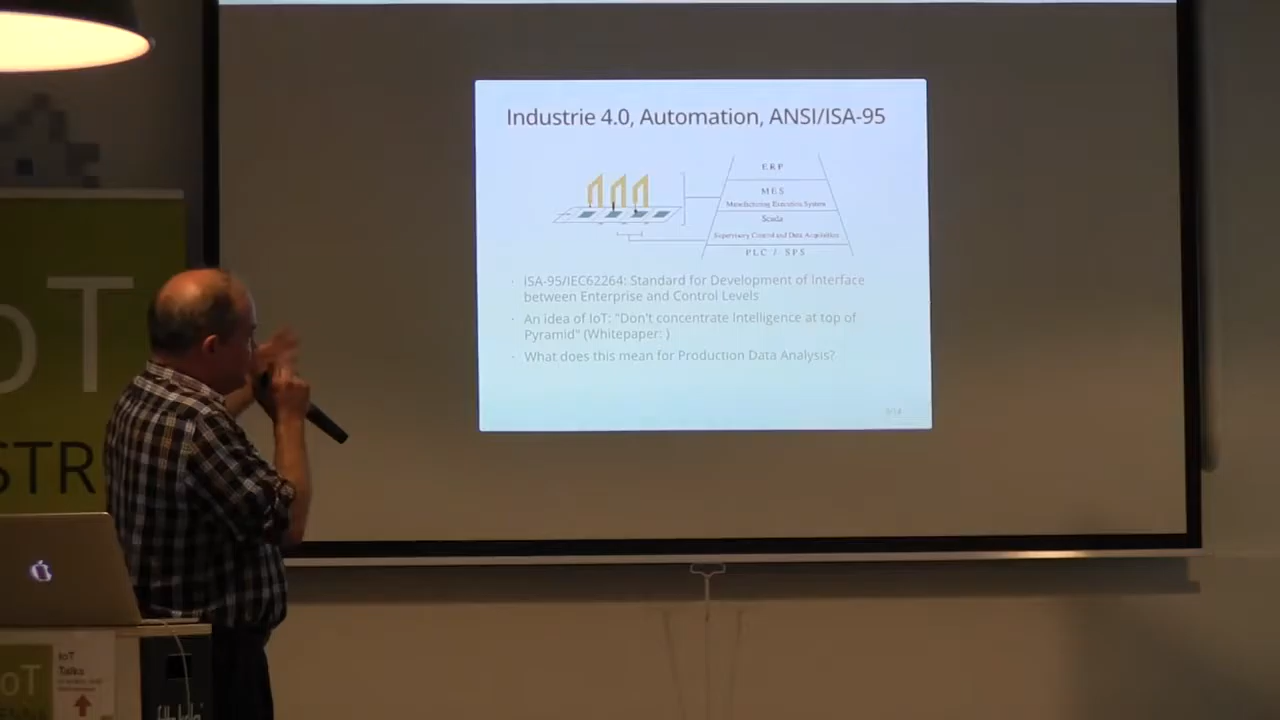 Industrie 4.0, Automation, ANSI/ISA-95
ERP
MES
Manufacturing Execution System
Scada
Supervisory Control and Data Acquisition
PLC / SPS
· ISA-95/IEC62264: Standard for Development of Interface
between Enterprise and Control Levels
· An idea of IoT: "Don't concentrate Intelligence at top of
Pyramid" (Whitepaper: )
· What does this mean for Production Data Analysis?
oT
STR
IoT
Talks
oT